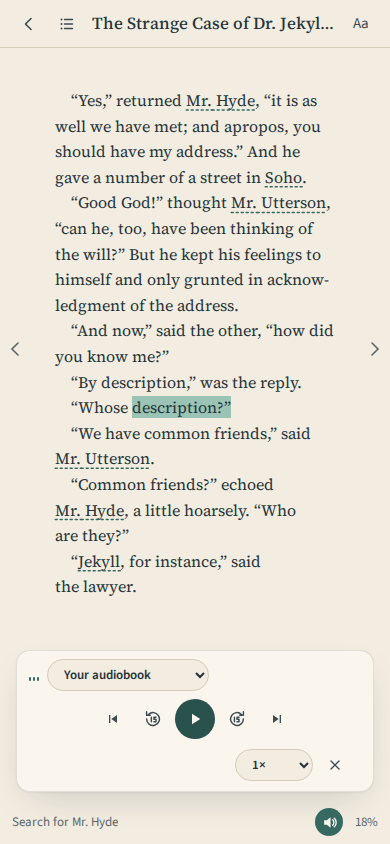 The Strange Case of Dr. Jekyl...
Aa
“Yes,” returned Mr. Hyde, “it is as
well we have met; and apropos, you
should have my address.” And he
gave a number of a street in Soho.
“Good God!” thought Mr. Utterson,
“can he, too, have been thinking of
the will?” But he kept his feelings to
himself and only grunted in acknow-
ledgment of the address.
“And now,” said the other, “how did
you know me?”
“By description,” was the reply.
“Whose description?”
“We have common friends,” said
Mr. Utterson.
“Common friends?” echoed
Mr. Hyde, a little hoarsely. “Who
are they?”
“Jekyll, for instance,” said
the lawyer.
Your audiobook
15
15
1×
Search for Mr. Hyde
18%